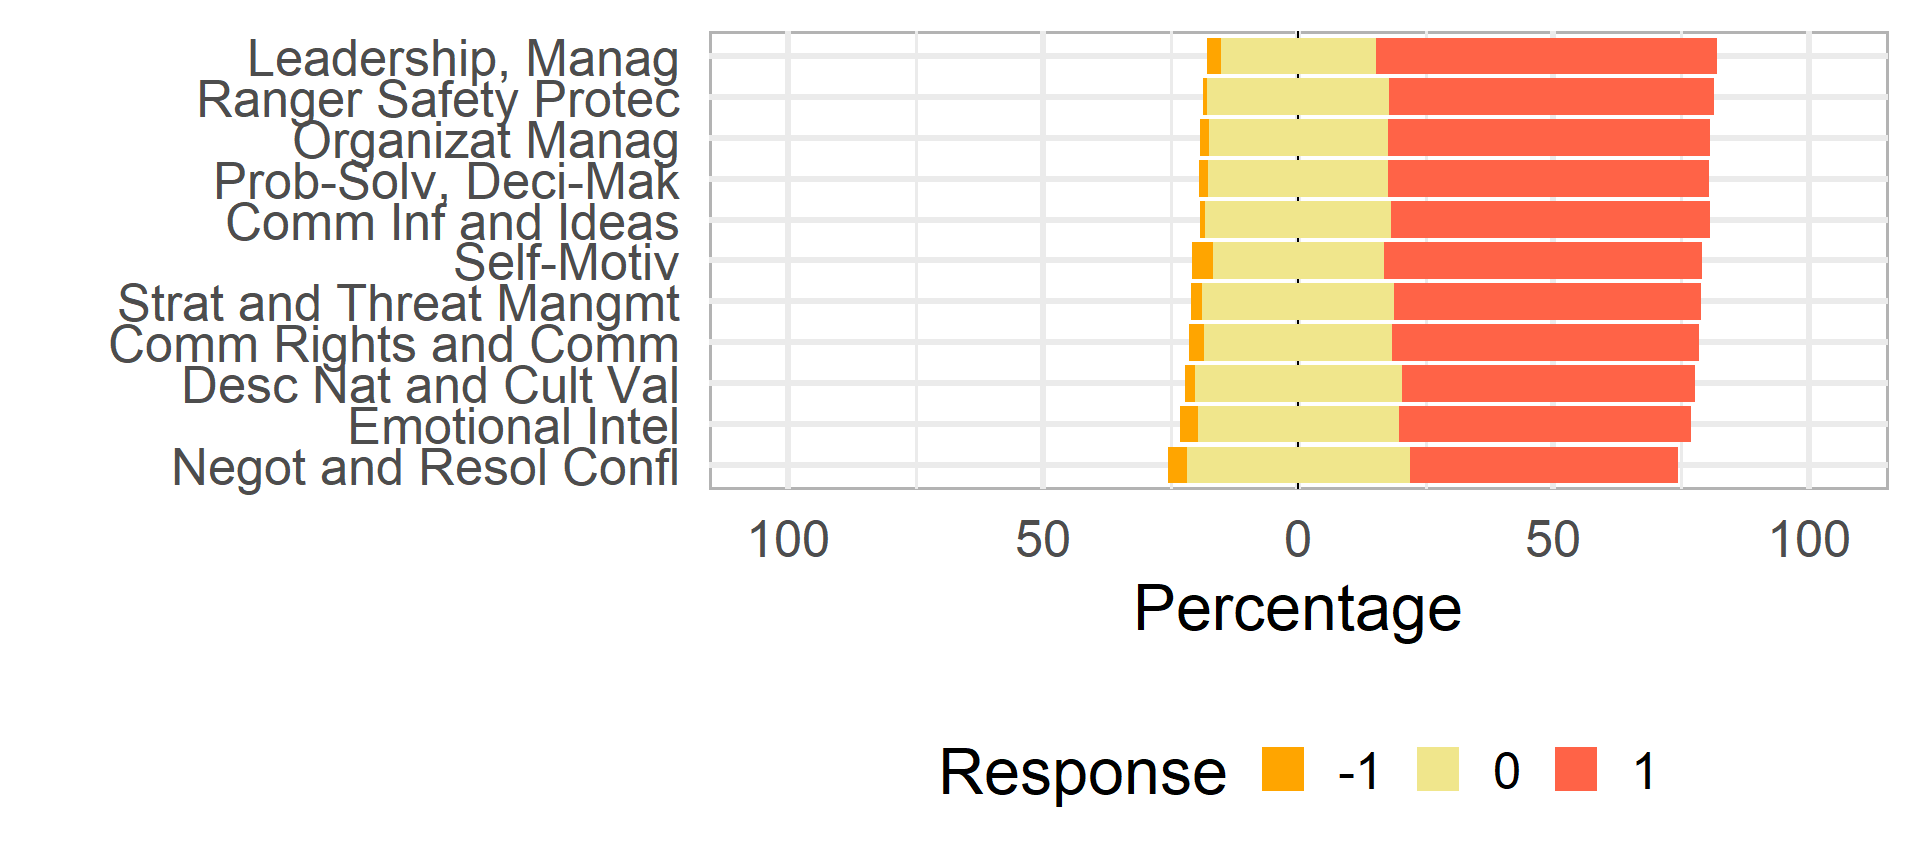 Leadership, Manag
Ranger Safety Protec
Organizat Manag
Prob-Solv, Deci-Mak
Comm Inf and Ideas
Self-Motiv
Strat and Threat Mangmt
Comm Rights and Comm
Desc Nat and Cult Val
Emotional Intel
Negot and Resol Confl
100 50 0 50 100
Percentage
Response -1 0 1